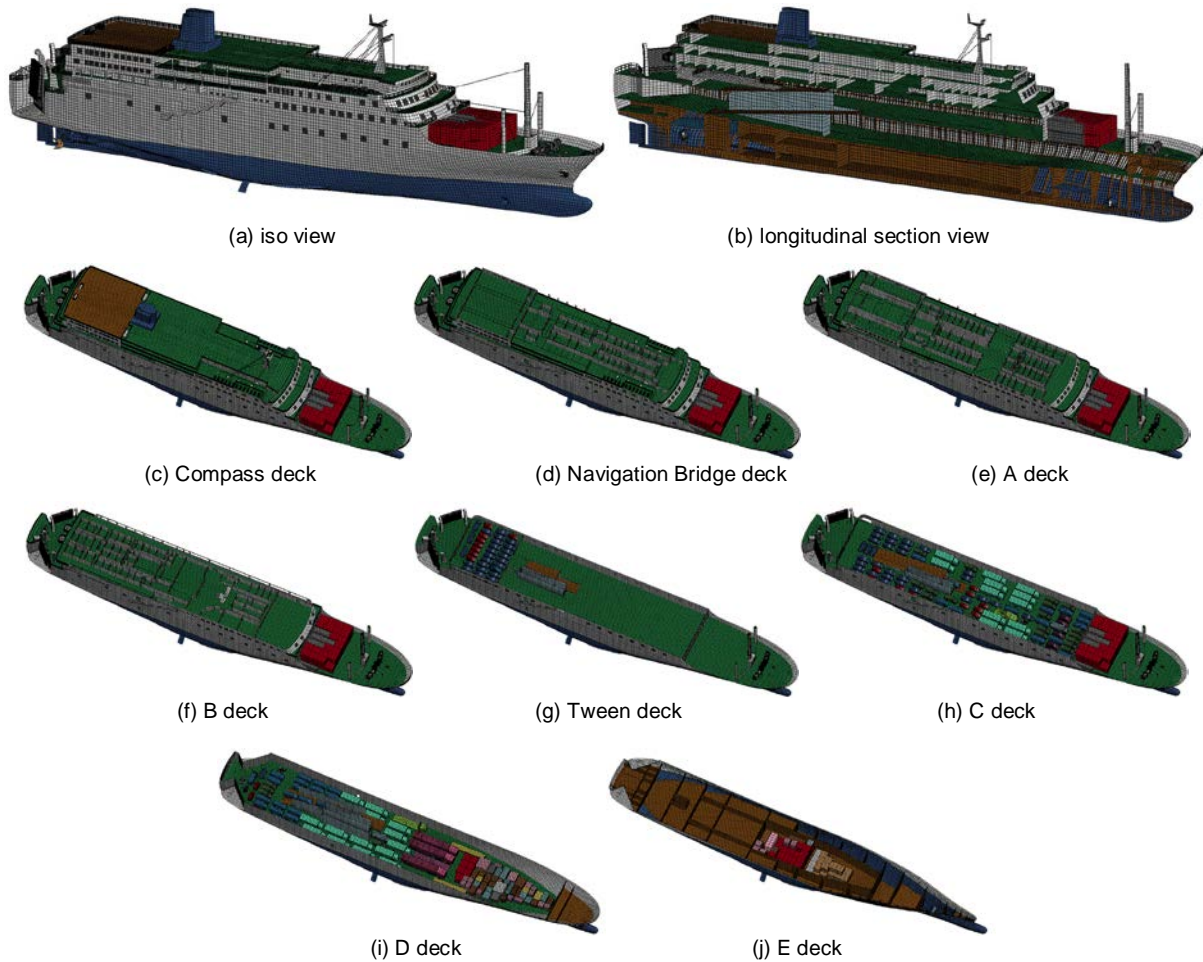 (a) iso view
(b) longitudinal section view
(c) Compass deck
(d) Navigation Bridge deck
(e) A deck
(f) B deck
(g) Tween deck
(h) C deck
(i) D deck
(j) E deck